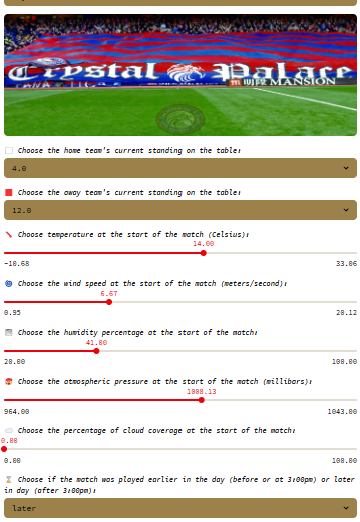 Crystal Palace
MANSION
Choose the home team's current standing on the table:
4.0
Choose the away team's current standing on the table:
12.0
Choose temperature at the start of the match (Celsius):
14.00
-10.68 33.06
Choose the wind speed at the start of the match (meters/second):
6.67
0.95 20.12
Choose the humidity percentage at the start of the match:
41.00
20.00 100.00
Choose the atmospheric pressure at the start of the match (millibars):
1008.13
964.00 1043.00
Choose the percentage of cloud coverage at the start of the match:
0.00
0.00 100.00
Choose if the match was played earlier in the day (before or at 3:00pm) or later
in day (after 3:00pm):
later